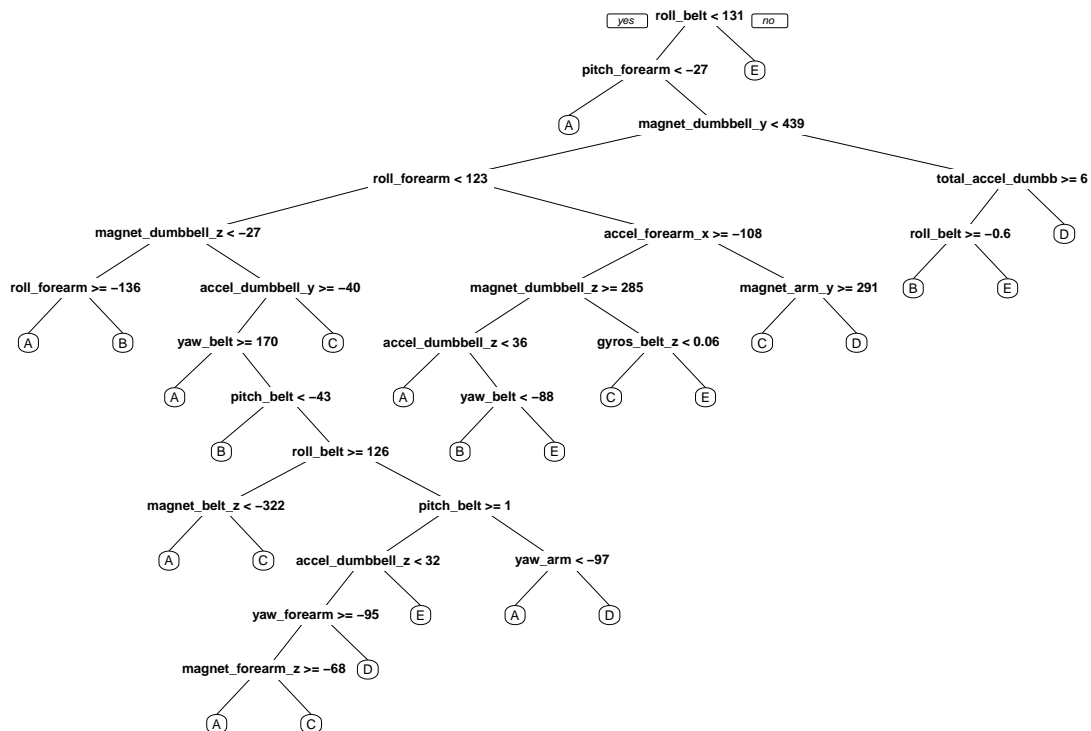 yes roll_belt < 131 no
pitch_forearm < −27 E
A magnet_dumbbell_y < 439
roll_forearm < 123 total_accel_dumbb >= 6
magnet_dumbbell_z < −27 accel_forearm_x >= −108 roll_belt >= −0.6 D
roll_forearm >= −136 accel_dumbbell_y >= −40 magnet_dumbbell_z >= 285 magnet_arm_y >= 291 B E
A B yaw_belt >= 170 C accel_dumbbell_z < 36 gyros_belt_z < 0.06 C D
A pitch_belt < −43 A yaw_belt < −88 C E
B roll_belt >= 126 B E
magnet_belt_z < −322 pitch_belt >= 1
A C accel_dumbbell_z < 32 yaw_arm < −97
yaw_forearm >= −95 E A D
magnet_forearm_z >= −68 D
A C